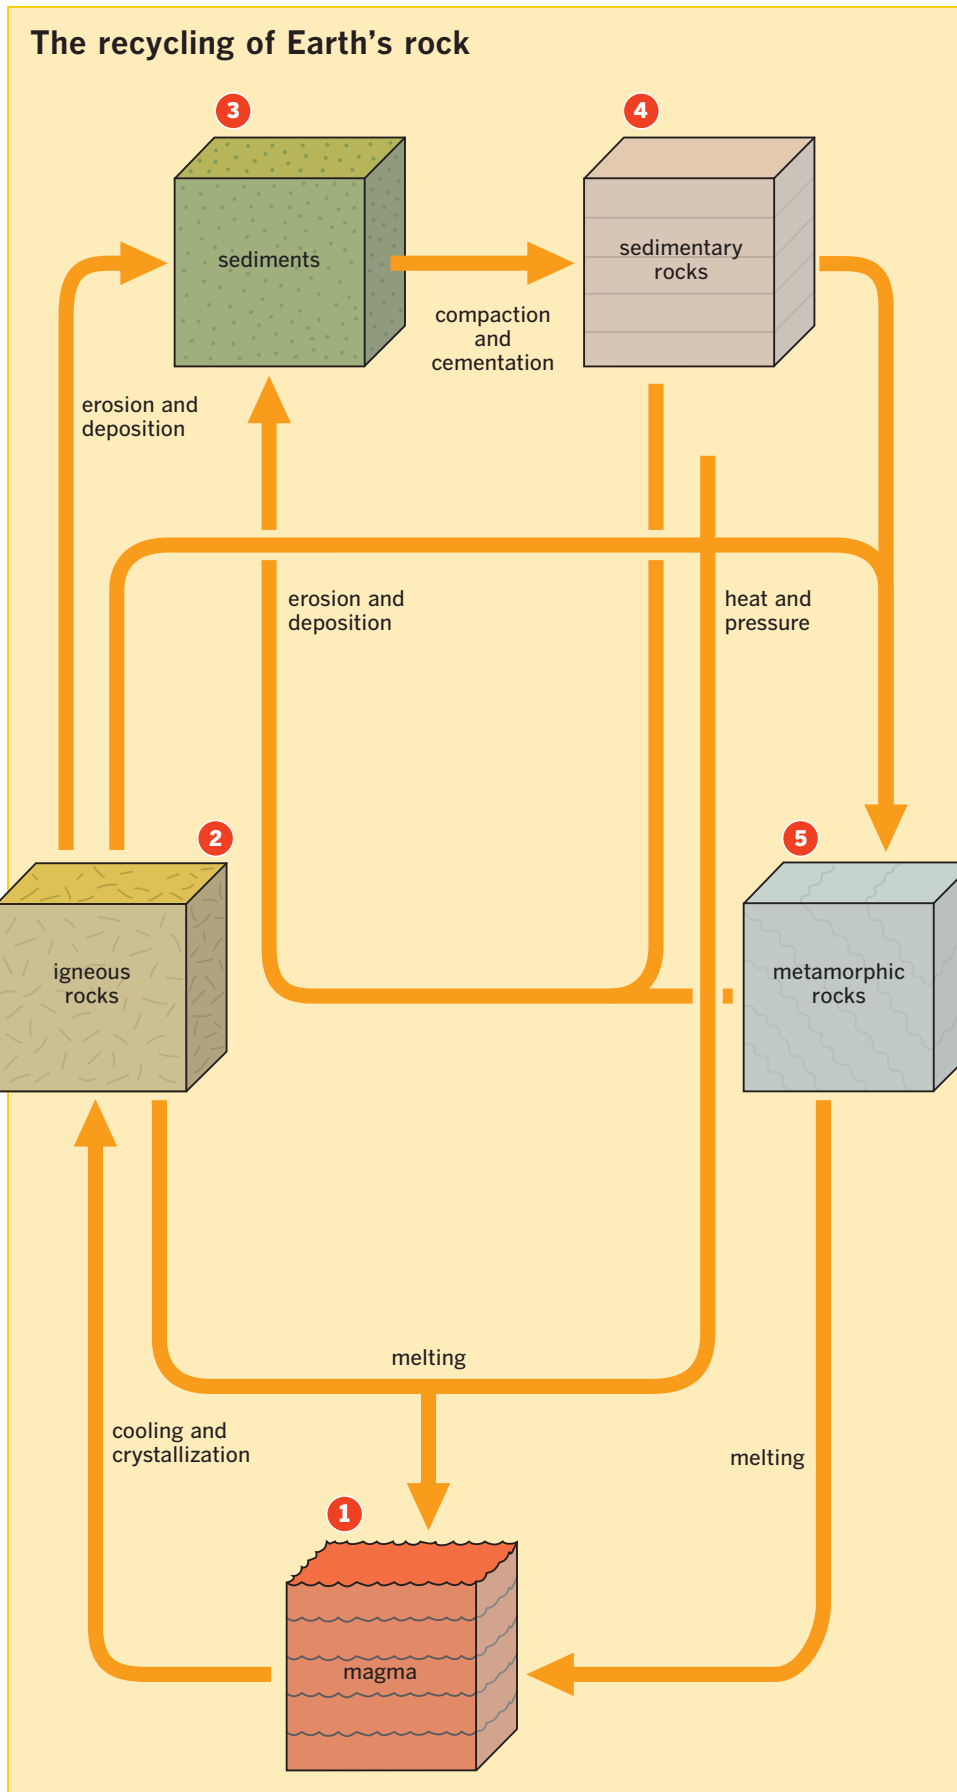 The recycling of Earth’s rock
3
4
sediments
sedimentary
rocks
compaction
and
cementation
erosion and
deposition
erosion and
deposition
heat and
pressure
2
5
igneous
rocks
metamorphic
rocks
melting
cooling and
crystallization
melting
1
magma